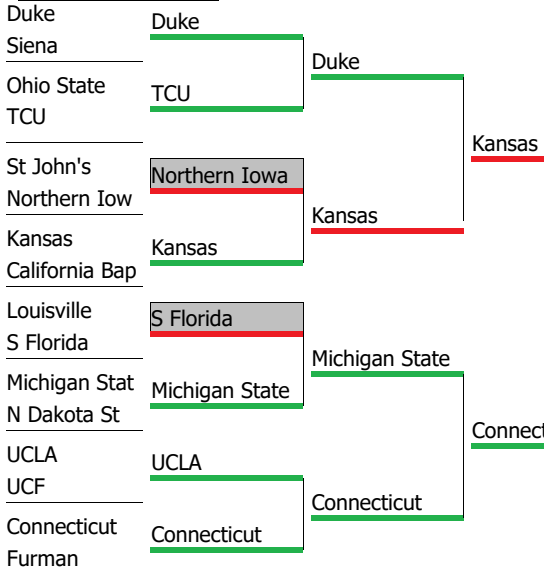 Duke
Siena
Ohio State
TCU
St John's
Northern Iow
Kansas
California Bap
Louisville
S Florida
Michigan Stat
N Dakota St
UCLA
UCF
Connecticut
Furman
Duke
TCU
Northern Iowa
Kansas
S Florida
Michigan State
UCLA
Connecticut
Duke
Kansas
Michigan State
Connecticut
Kansas
Connect